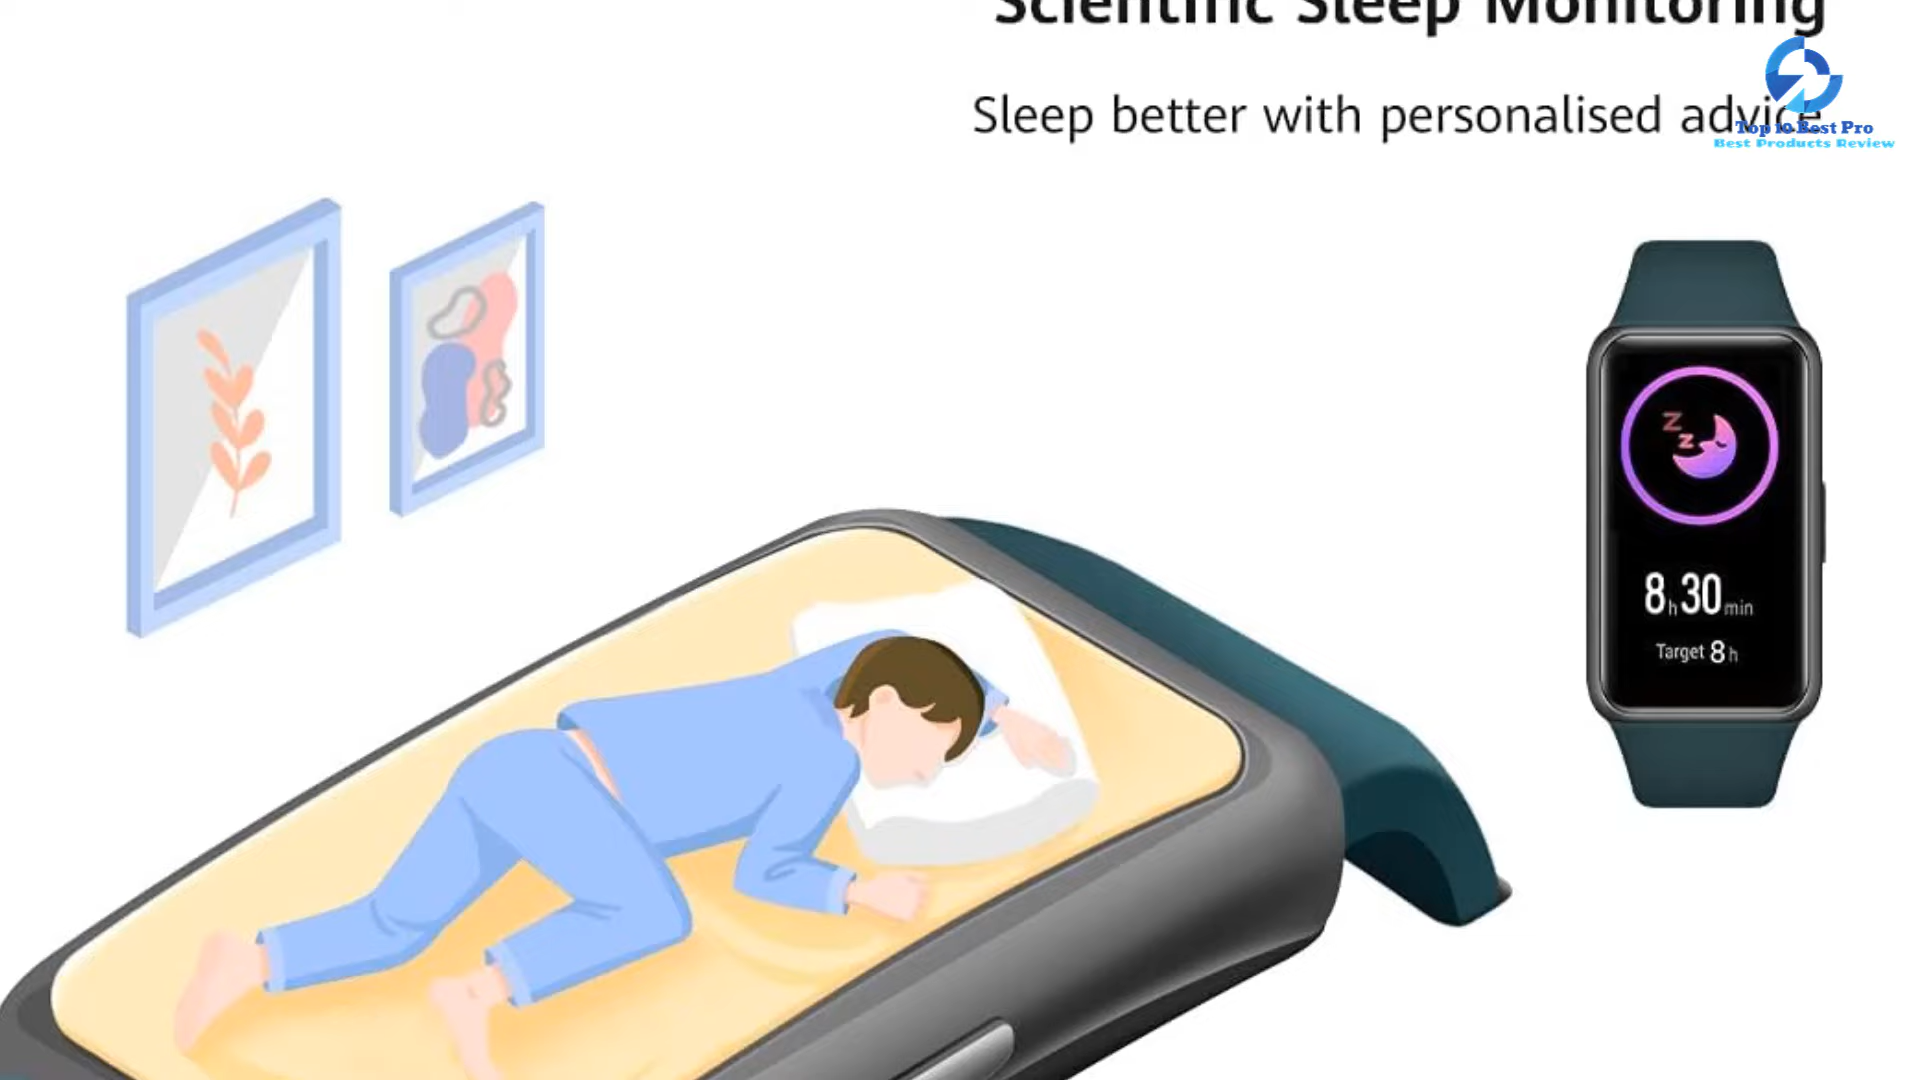 Scientific Sleep Monitoring
Sleep better with personalised advice
Top 10 Best Pro
Best Products Review
Z
Z
8h 30min
Target 8h